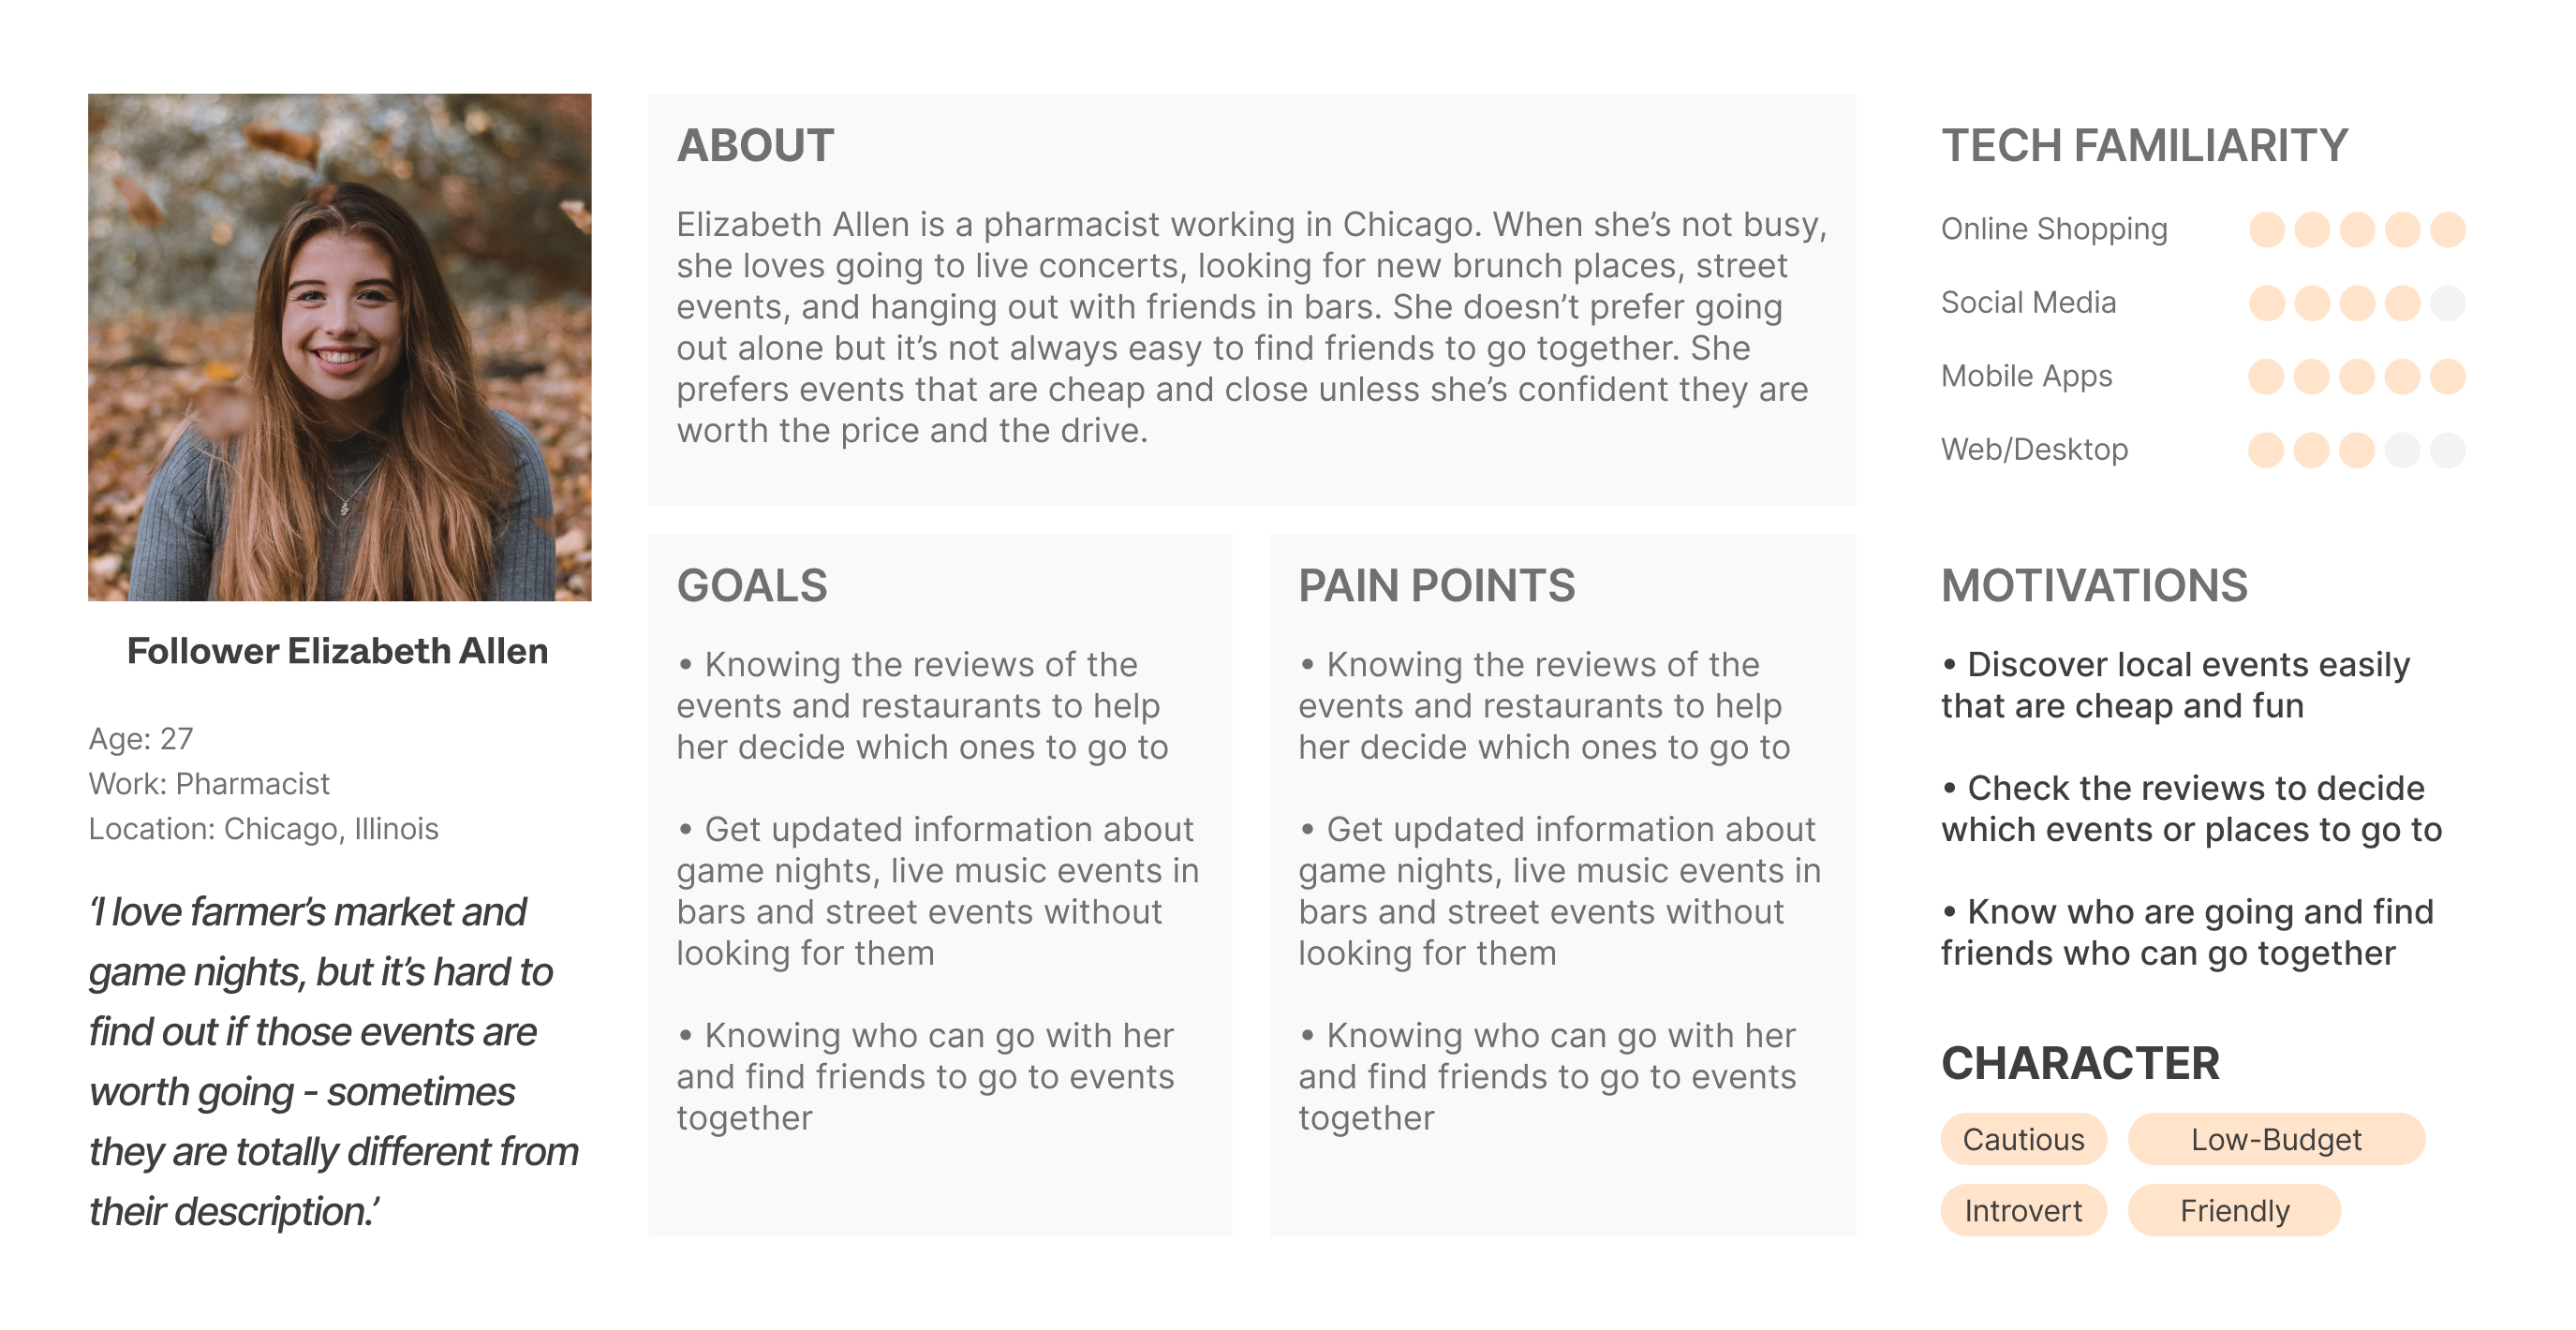 Follower Elizabeth Allen
Age: 27
Work: Pharmacist
Location: Chicago, Illinois
‘I love farmer’s market and
game nights, but it’s hard to
find out if those events are
worth going - sometimes
they are totally different from
their description.’
ABOUT
Elizabeth Allen is a pharmacist working in Chicago. When she’s not busy,
she loves going to live concerts, looking for new brunch places, street
events, and hanging out with friends in bars. She doesn’t prefer going
out alone but it’s not always easy to find friends to go together. She
prefers events that are cheap and close unless she’s confident they are
worth the price and the drive.
GOALS
• Knowing the reviews of the
events and restaurants to help
her decide which ones to go to
• Get updated information about
game nights, live music events in
bars and street events without
looking for them
• Knowing who can go with her
and find friends to go to events
together
PAIN POINTS
• Knowing the reviews of the
events and restaurants to help
her decide which ones to go to
• Get updated information about
game nights, live music events in
bars and street events without
looking for them
• Knowing who can go with her
and find friends to go to events
together
TECH FAMILIARITY
Online Shopping
Social Media
Mobile Apps
Web/Desktop
MOTIVATIONS
• Discover local events easily
that are cheap and fun
• Check the reviews to decide
which events or places to go to
• Know who are going and find
friends who can go together
CHARACTER
Cautious Low-Budget
Introvert Friendly